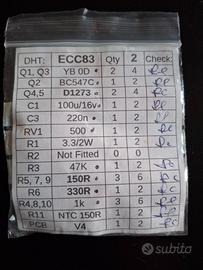 DHT: ECC83 Qty 2 Check:
Q1, Q3 YB 0D 2 4
Q2 BC547C 1 2
Q4,5 D1273 2 4
C1 100u/16v 1 2
C3 220n 1 2
RV1 500 1 2
R1 3.3/2W 1 2
R2 Not Fitted 0 0
R3 47K 1 2
R5, 7, 9 150R 3 6
R6 330R 1 2
R4,8,10 1k 3 6
R11 NTC 150R 1 2
PCB V4 1 2
subito